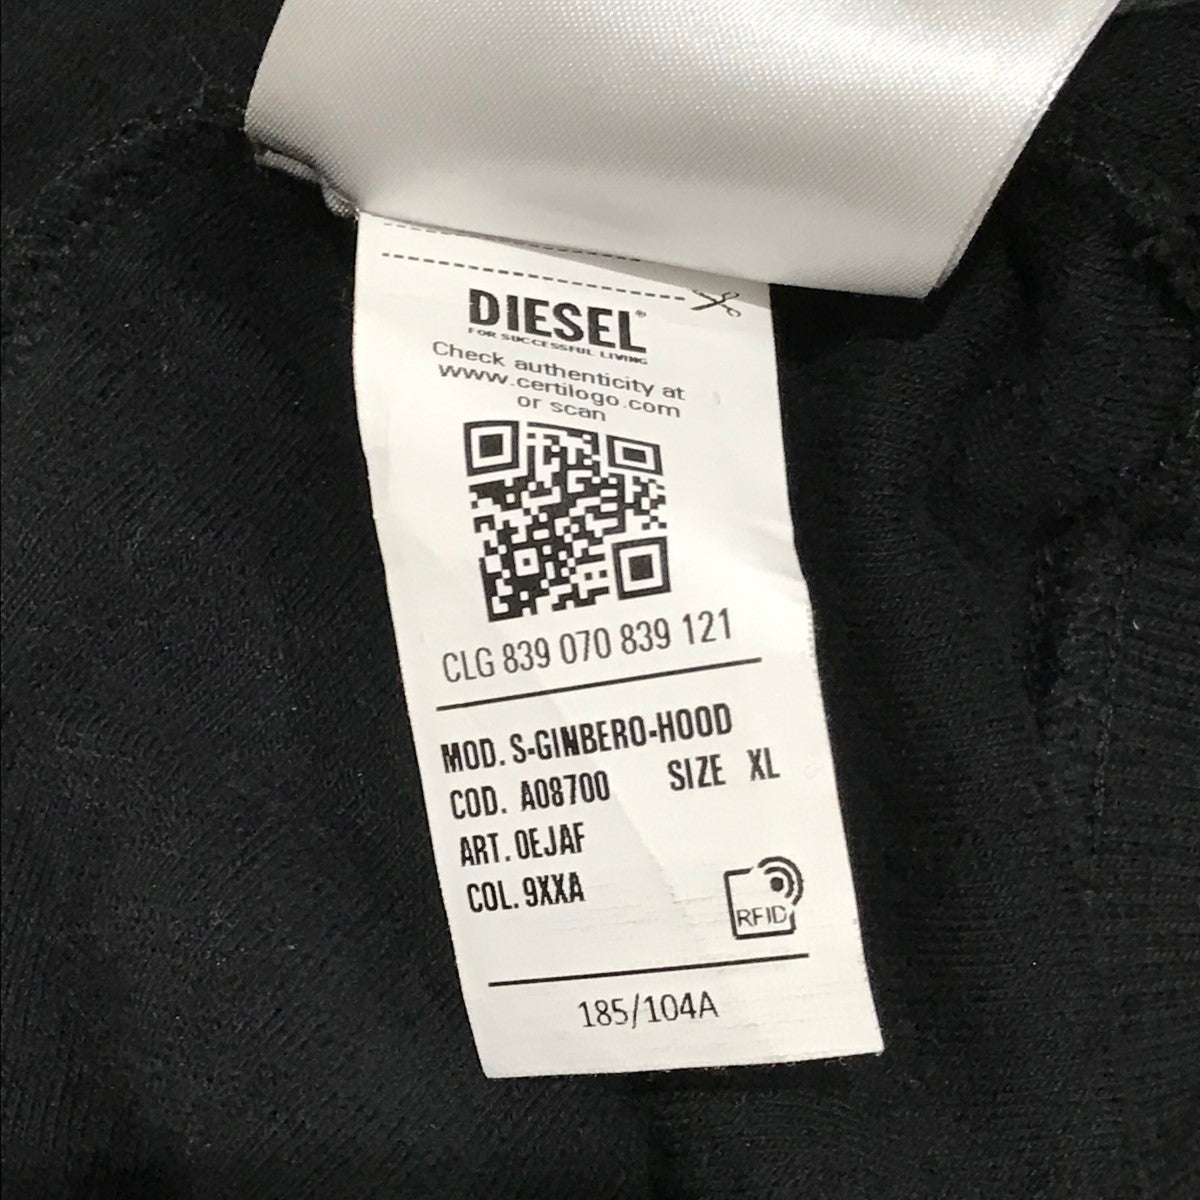 DIESEL®
FOR SUCCESSFUL LIVING
Check authenticity at
www.certilogo.com
or scan
CLG 839 070 839 121
MOD. S-GINBERO-HOOD
COD. A08700 SIZE XL
ART. 0EJAF
COL. 9XXA
RFID
185/104A